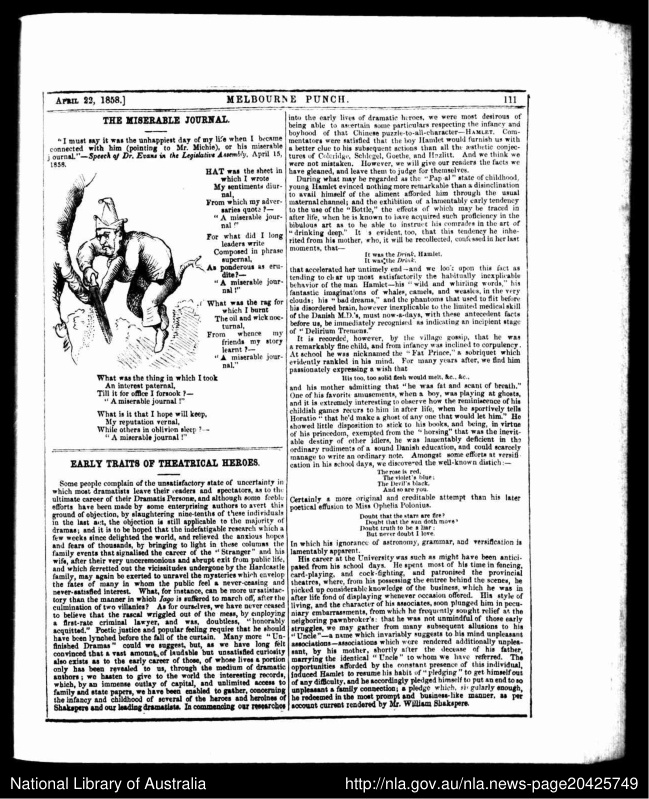 APRIL 22, 1858.]
MELBOURNE PUNCH.
111
THE MISERABLE JOURNAL.
"I must say it was the unhappiest day of my life when I became
connected with him (pointing to Mr. Michie), or his miserable
journal."—Speech of Dr. Evans in the Legislative Assembly, April 15,
1858.
HAT was the sheet in
which I wrote
My sentiments diur-
nal,
From which my adver-
saries quote ?—
"A miserable jour-
nal !"
For what did I long
leaders write
Composed in phrase
supernal,
As ponderous as eru-
dite?—
"A miserable jour-
nal !"
What was the rag for
which I burnt
The oil and wick noc-
turnal,
From whence my
friends my story
learnt ?—
"A miserable jour-
nal."
What was the thing in which I took
An interest paternal,
Till it for office I forsook ?—
"A miserable journal !"
What is it that I hope will keep,
My reputation vernal,
While others in oblivion sleep ?—
"A miserable journal !"
EARLY TRAITS OF THEATRICAL HEROES.
Some people complain of the unsatisfactory state of uncertainty in
which most dramatists leave their readers and spectators, as to the
ultimate career of their Dramatis Personæ, and although some feeble
efforts have been made by some enterprising authors to avert this
ground of objection, by slaughtering nine-tenths of these individuals
in the last act, the objection is still applicable to the majority of
dramas; and it is to be hoped that the indefatigable research which a
few weeks since delighted the world, and relieved the anxious hopes
and fears of thousands, by bringing to light in these columns the
family events that signalised the career of the "Stranger" and his
wife, after their very unceremonious and abrupt exit from public life,
and which ferretted out the vicissitudes undergone by the Hardcastle
family, may again be exerted to unravel the mysteries which envelop
the fates of many in whom the public feel a never-ceasing and
never-satisfied interest. What, for instance, can be more unsatisfac-
tory than the manner in which Iago is suffered to march off, after the
culmination of two villanies? As for ourselves, we have never ceased
to believe that the rascal wriggled out of the mess, by employing
a first-rate criminal lawyer, and was, doubtless, "honorably
acquitted." Poetic justice and popular feeling require that he should
have been lynched before the fall of the curtain. Many more "Un-
finished Dramas" could we suggest, but, as we have long felt
convinced that a vast amount, of laudable but unsatisfied curiosity
also exists as to the early career of those, of whose lives a portion
only has been revealed to us, through the medium of dramatic
authors; we hasten to give to the world the interesting records,
which, by an immense outlay of capital, and unlimited access to
family and state papers, we have been enabled to gather, concerning
the infancy and childhood of several of the heroes and heroines of
Shakspere and our leading dramatists. In commencing our researches
into the early lives of dramatic heroes, we were most desirous of
being able to ascertain some particulars respecting the infancy and
boyhood of that Chinese puzzle-to-all-character—HAMLET. Com-
mentators were satisfied that the boy Hamlet would furnish us with
a better clue to his subsequent actions than all the æsthetic conjec-
tures of Coleridge, Schlegel, Goethe, and Hazlitt. And we think we
were not mistaken. However, we will give our readers the facts we
have gleaned, and leave them to judge for themselves.
During what may be regarded as the "Pap al" state of childhood,
young Hamlet evinced nothing more remarkable than a disinclination
to avail himself of the aliment afforded him through the usual
maternal channel; and the exhibition of a lamentably early tendency
to the use of the "Bottle," the effects of which may be traced in
after life, when he is known to have acquired such proficiency in the
bibulous art as to be able to instruct his comrades in the art of
"drinking deep." It is evident, too, that this tendency he inhe-
rited from his mother, who, it will be recollected, confessed in her last
moments, that—
It was the Drink, Hamlet.
It was the Drink.
that accelerated her untimely end—and we look upon this fact as
tending to clear up most satisfactorily the habitually inexplicable
behavior of the man Hamlet—his "wild and whirling words," his
fantastic imaginations of whales, camels, and weasles, in the very
clouds; his "bad dreams," and the phantoms that used to flit before
his disordered brain, however inexplicable to the limited medical skill
of the Danish M.D.'s, must now-a-days, with these antecedent facts
before us, be immediately recognised as indicating an incipient stage
of "Delirium Tremens."
It is recorded, however, by the village gossip, that he was
a remarkably fine child, and from infancy was inclined to corpulency.
At school he was nicknamed the "Fat Prince," a sobriquet which
evidently rankled in his mind. For many years after, we find him
passionately expressing a wish that
His too, too solid flesh would melt, &c., &c.,
and his mother admitting that "he was fat and scant of breath."
One of his favorite amusements, when a boy, was playing at ghosts,
and it is extremely interesting to observe how the reminiscence of his
childish games recurs to him in after life, when he sportively tells
Horatio "that he'd make a ghost of any one that would let him." He
showed little disposition to stick to his books, and being, in virtue
of his princedom, exempted from the "horsing" that was the inevit-
able destiny of other idlers, he was lamentably deficient in the
ordinary rudiments of a sound Danish education, and could scarcely
manage to write an ordinary note. Amongst some efforts at versifi-
cation in his school days, we discovered the well-known distich:—
The rose is red,
The violet's blue;
The Devil's black,
And so are you.
Certainly a more original and creditable attempt than his later
poetical effusion to Miss Ophelia Polonius.
Doubt that the stars are fire?
Doubt that the sun doth move?
Doubt truth to be a liar;
But never doubt I love.
In which his ignorance of astronomy, grammar, and versification is
lamentably apparent.
His career at the University was such as might have been antici-
pated from his school days. He spent most of his time in fencing,
card-playing, and cock-fighting, and patronised the provincial
theatres, where, from his possessing the entree behind the scenes, he
picked up considerable knowledge of the business, which he was in
after life fond of displaying whenever occasion offered. His style of
living, and the character of his associates, soon plunged him in pecu-
niary embarrassments, from which he frequently sought relief at the
neighboring pawnbroker's: that he was not unmindful of those early
struggles, we may gather from many subsequent allusions to his
"Uncle"—a name which invariably suggests to his mind unpleasant
associations—associations which were rendered additionally unplea-
sant, by his mother, shortly after the decease of his father,
marrying the identical "Uncle" to whom we have referred. The
opportunities afforded by the constant presence of this individual,
induced Hamlet to resume his habit of "pledging" to get himself out
of any difficulty, and he accordingly pledged himself to put an end to so
unpleasant a family connection; a pledge which, singularly enough,
he redeemed in the most prompt and business-like manner, as per
account current rendered by Mr. William Shakspere.
National Library of Australia
http://nla.gov.au/nla.news-page20425749